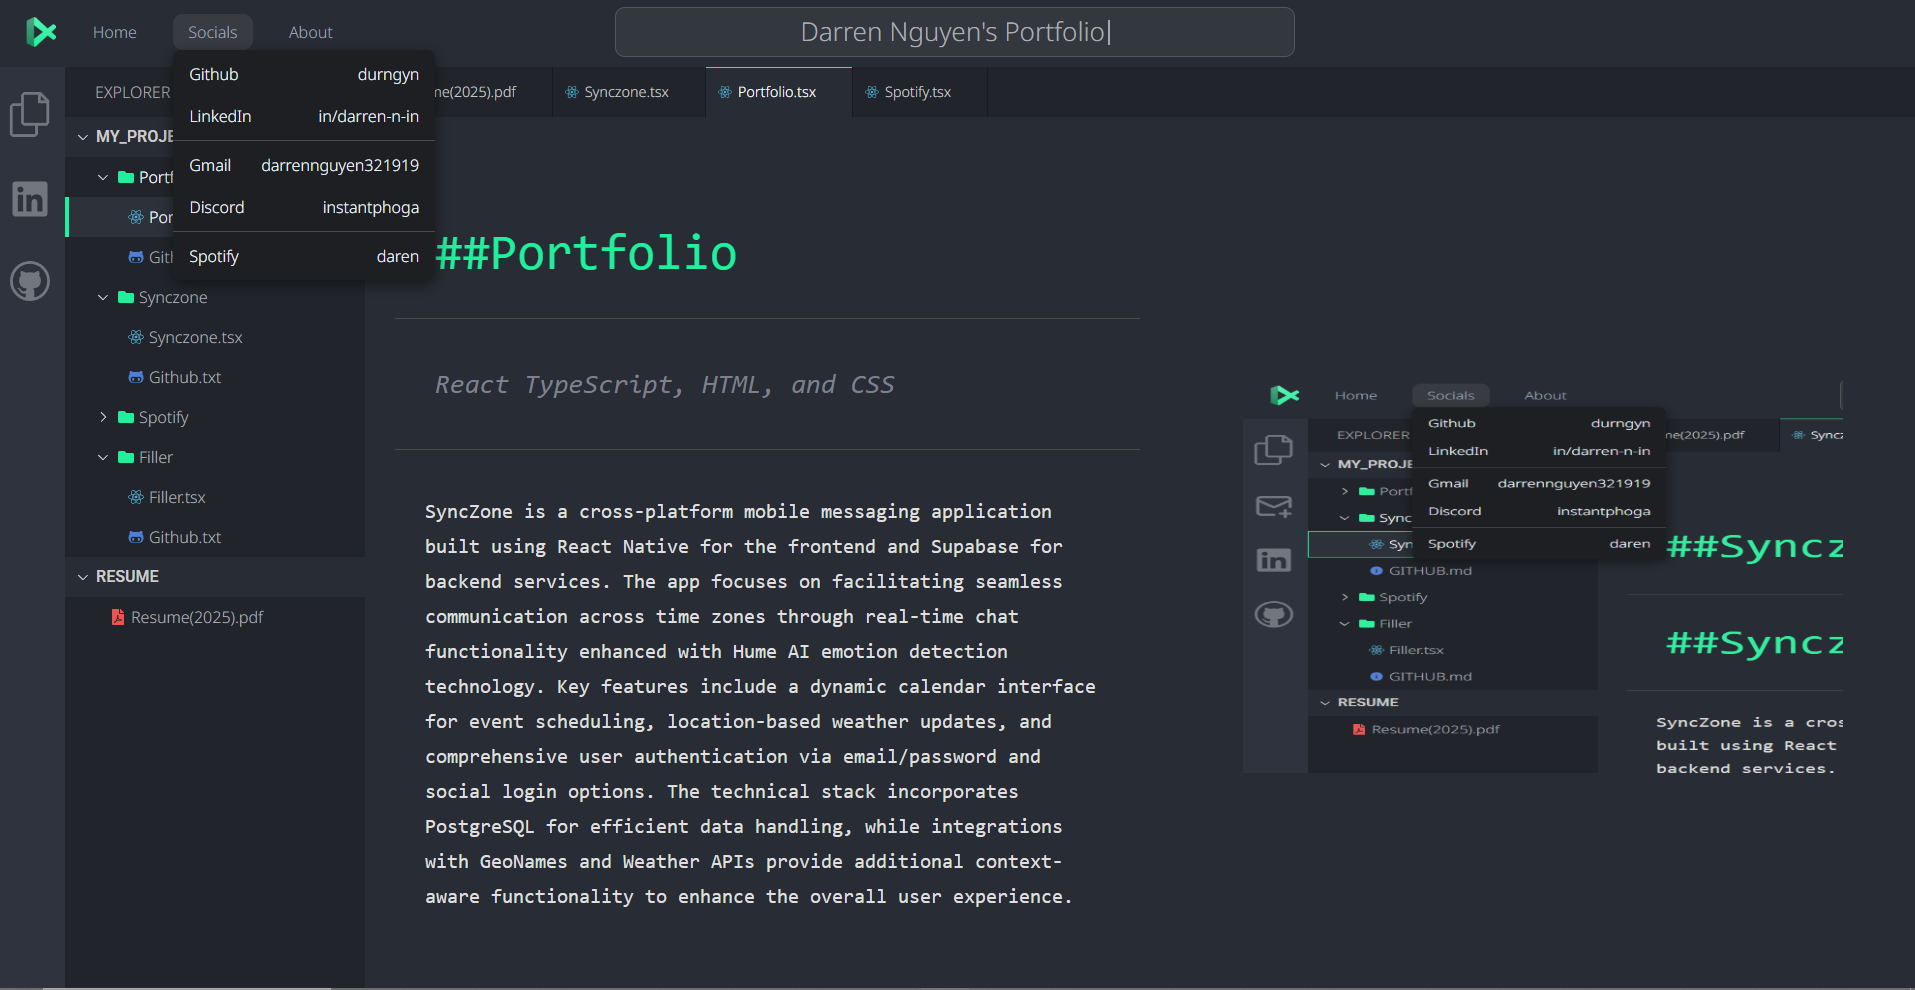 Home Socials About
Darren Nguyen's Portfolio
Github durngyn
LinkedIn in/darren-n-in
Gmail darrennguyen321919
Discord instantphoga
Spotify daren
EXPLORER
MY_PROJE
Portf
Por
Gith
Synczone
Synczone.tsx
Github.txt
Spotify
Filler
Filler.tsx
Github.txt
RESUME
Resume(2025).pdf
me(2025).pdf Synczone.tsx Portfolio.tsx Spotify.tsx
##Portfolio
React TypeScript, HTML, and CSS
SyncZone is a cross-platform mobile messaging application
built using React Native for the frontend and Supabase for
backend services. The app focuses on facilitating seamless
communication across time zones through real-time chat
functionality enhanced with Hume AI emotion detection
technology. Key features include a dynamic calendar interface
for event scheduling, location-based weather updates, and
comprehensive user authentication via email/password and
social login options. The technical stack incorporates
PostgreSQL for efficient data handling, while integrations
with GeoNames and Weather APIs provide additional context-
aware functionality to enhance the overall user experience.
Home Socials About
Github durngyn
LinkedIn in/darren-n-in
Gmail darrennguyen321919
Discord instantphoga
Spotify daren
EXPLORER
MY_PROJE
Portf
Sync
Syn
GITHUB.md
Spotify
Filler
Filler.tsx
GITHUB.md
RESUME
Resume(2025).pdf
me(2025).pdf Syncz
##Syncz
##Syncz
SyncZone is a cros
built using React
backend services.